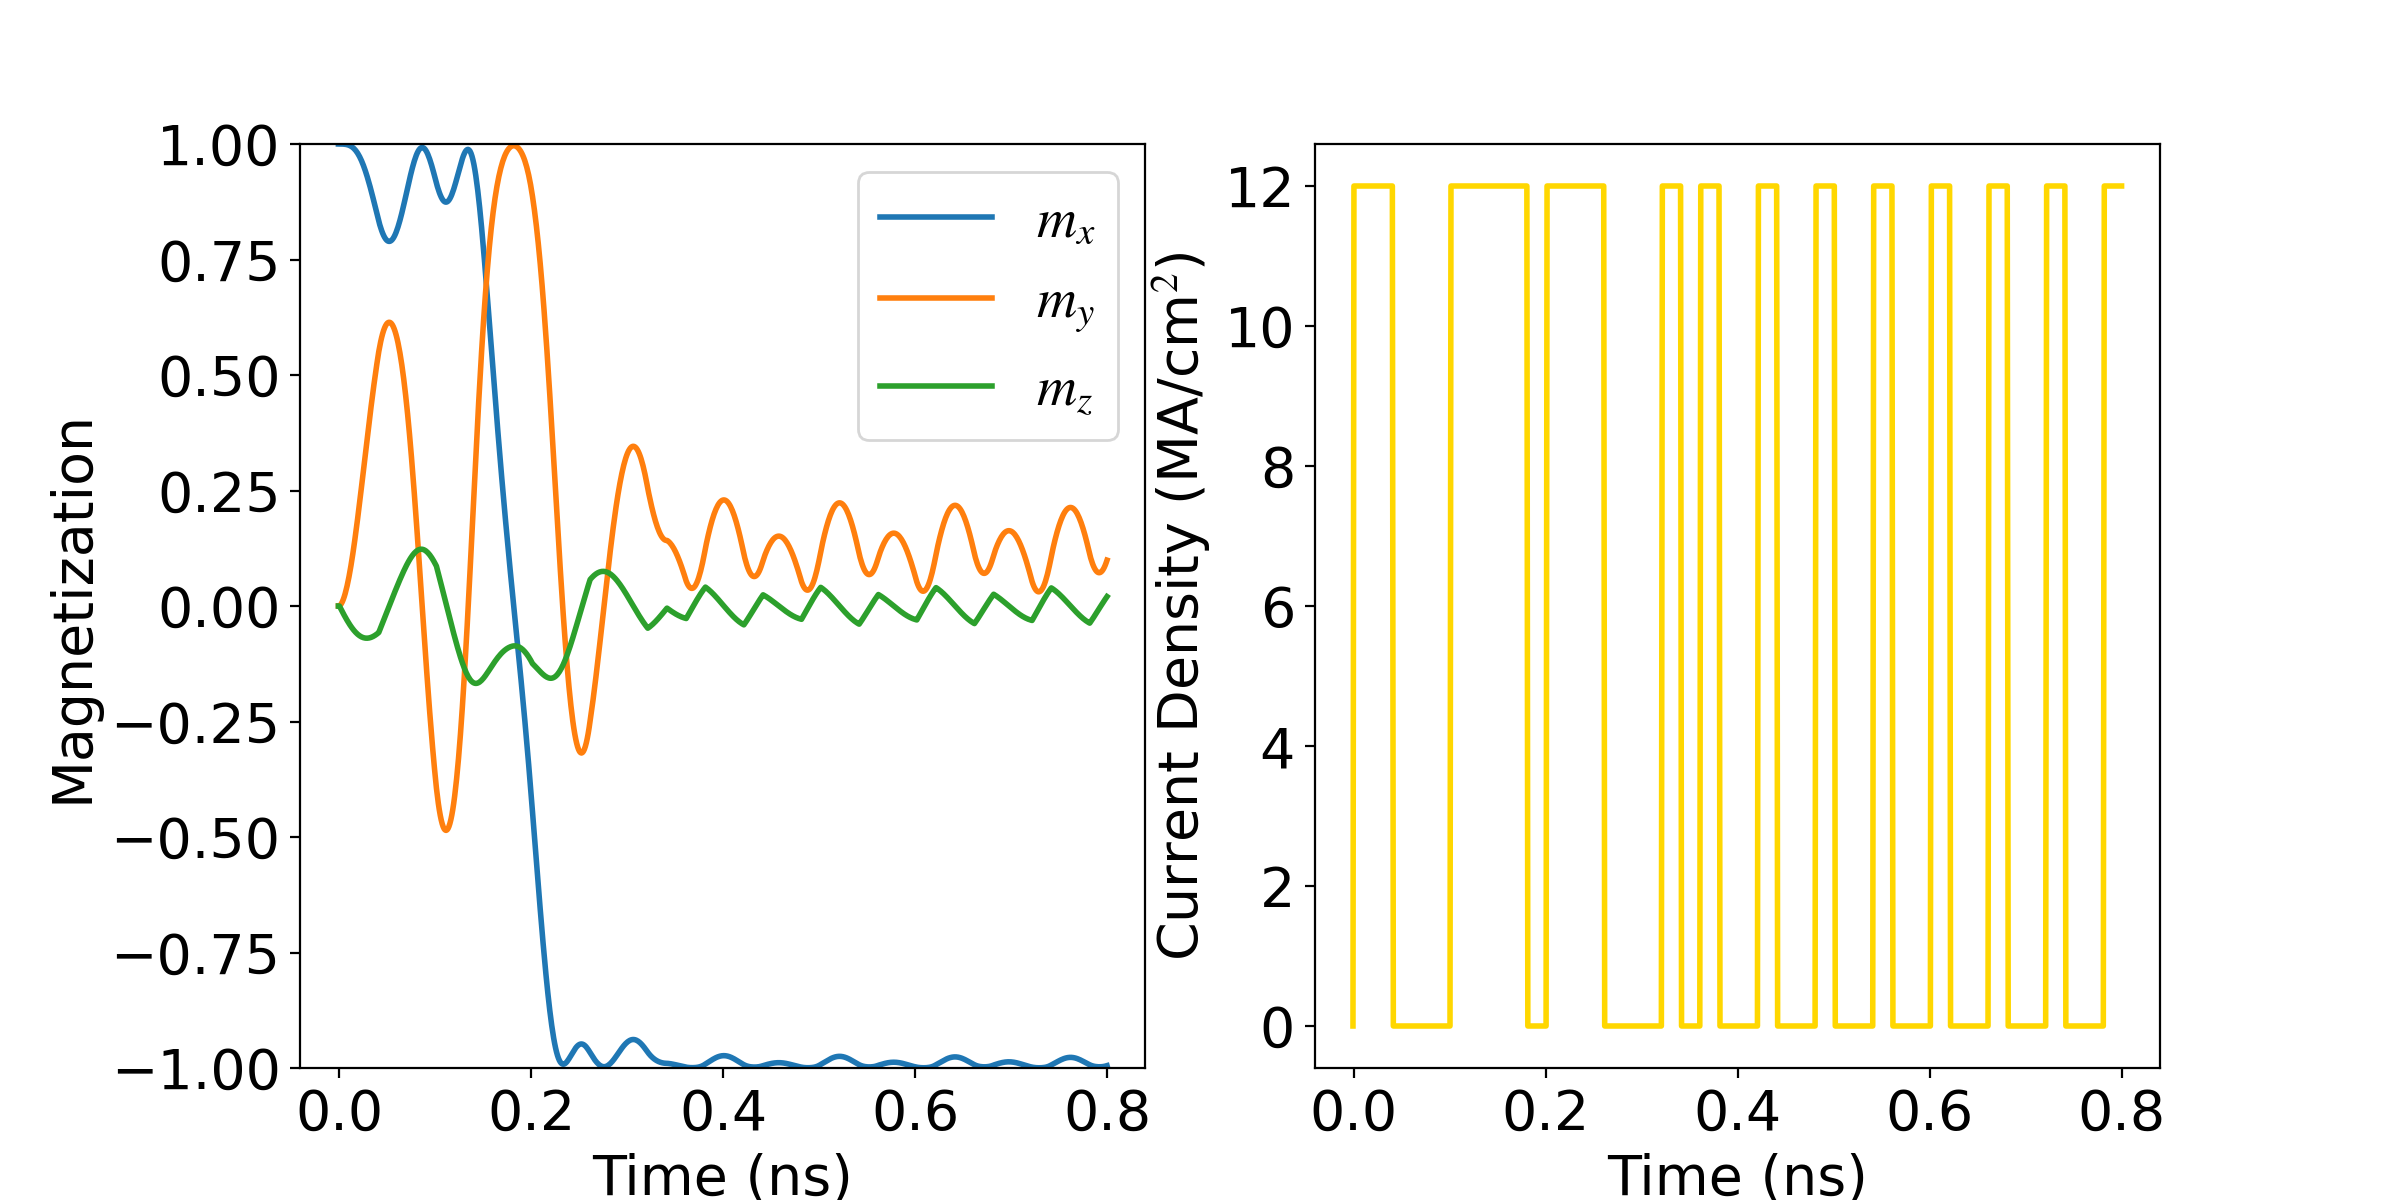 1.00
0.75
0.50
0.25
0.00
−0.25
−0.50
−0.75
−1.00
Magnetization
0.0 0.2 0.4 0.6 0.8
Time (ns)
m_x
m_y
m_z
12
10
8
6
4
2
0
Current Density (MA/cm²)
0.0 0.2 0.4 0.6 0.8
Time (ns)